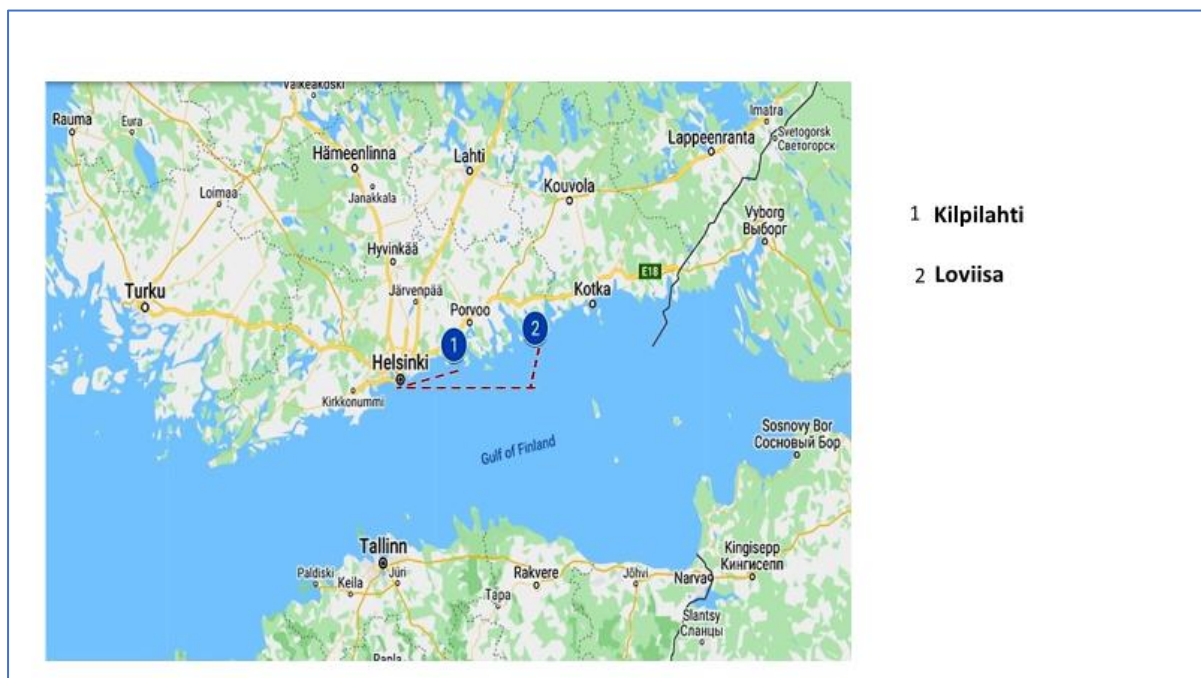 Valkeakoski
Rauma
Eura
Imatra
Svetogorsk
Светогорск
Lappeenranta
Hämeenlinna
Lahti
Janakkala
Loimaa
Kouvola
Vyborg
Выборг
1 Kilpilahti
Hyvinkää
E18
2 Loviisa
Turku
Järvenpää
Kotka
Porvoo
1
2
Helsinki
Kirkkonummi
Sosnovy Bor
Сосновый Бор
Gulf of Finland
Tallinn
Kingisepp
Кингисепп
Paldiski
Keila
Jüri
Rakvere
Jõhvi
Narva
Tapa
Slantsy
Сланцы